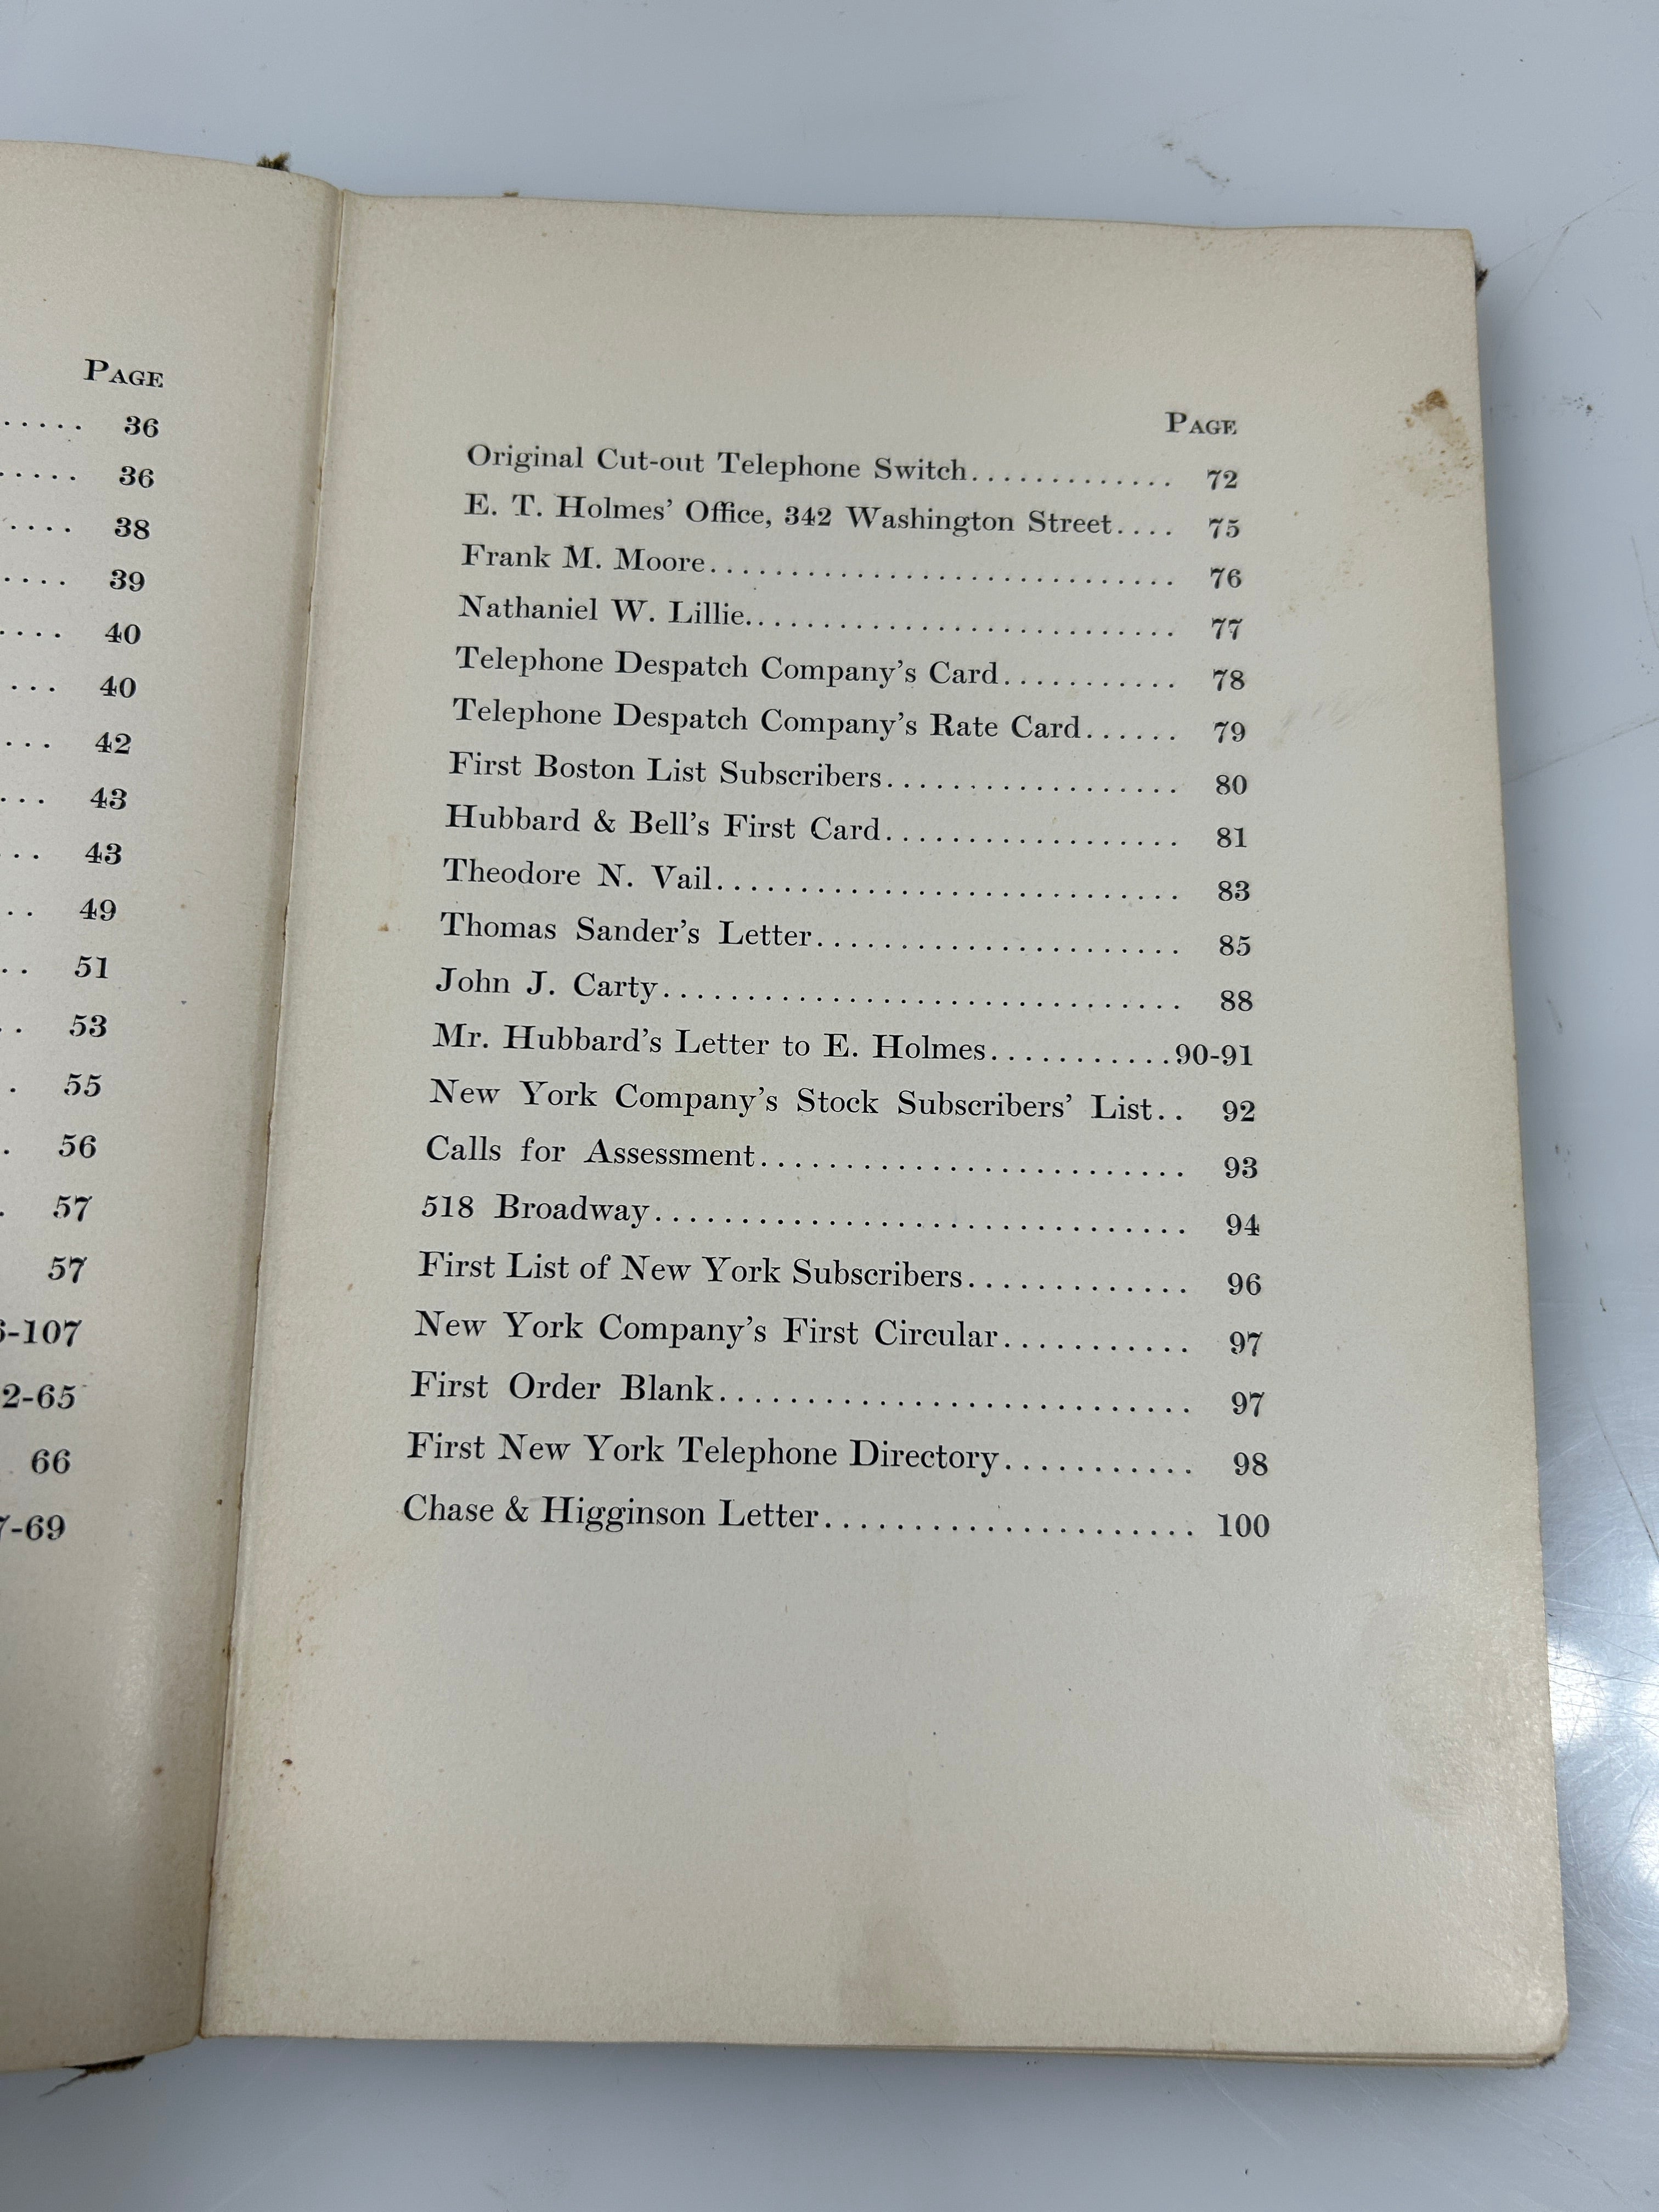 PAGE
..... 36
..... 36
.... 38
.... 39
.... 40
... 40
... 42
... 43
... 43
.. 49
.. 51
.. 53
. 55
. 56
. 57
57
-107
2-65
66
7-69
PAGE
Original Cut-out Telephone Switch............. 72
E. T. Holmes' Office, 342 Washington Street.... 75
Frank M. Moore............................. 76
Nathaniel W. Lillie........................... 77
Telephone Despatch Company's Card........... 78
Telephone Despatch Company's Rate Card...... 79
First Boston List Subscribers.................. 80
Hubbard & Bell's First Card.................. 81
Theodore N. Vail............................ 83
Thomas Sander's Letter...................... 85
John J. Carty............................... 88
Mr. Hubbard's Letter to E. Holmes...........90-91
New York Company's Stock Subscribers' List.. 92
Calls for Assessment......................... 93
518 Broadway............................... 94
First List of New York Subscribers............. 96
New York Company's First Circular........... 97
First Order Blank............................ 97
First New York Telephone Directory........... 98
Chase & Higginson Letter..................... 100